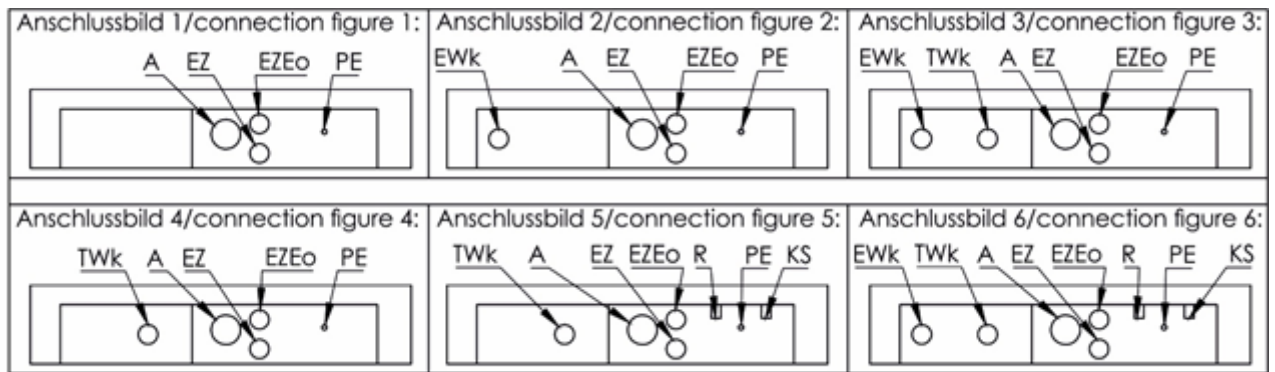 Anschlussbild 1/connection figure 1:
A EZ EZEo PE
Anschlussbild 2/connection figure 2:
EWk A EZ EZEo PE
Anschlussbild 3/connection figure 3:
EWk TWk A EZ EZEo PE
Anschlussbild 4/connection figure 4:
TWk A EZ EZEo PE
Anschlussbild 5/connection figure 5:
TWk A EZ EZEo R PE KS
Anschlussbild 6/connection figure 6:
EWk TWk A EZ EZEo R PE KS